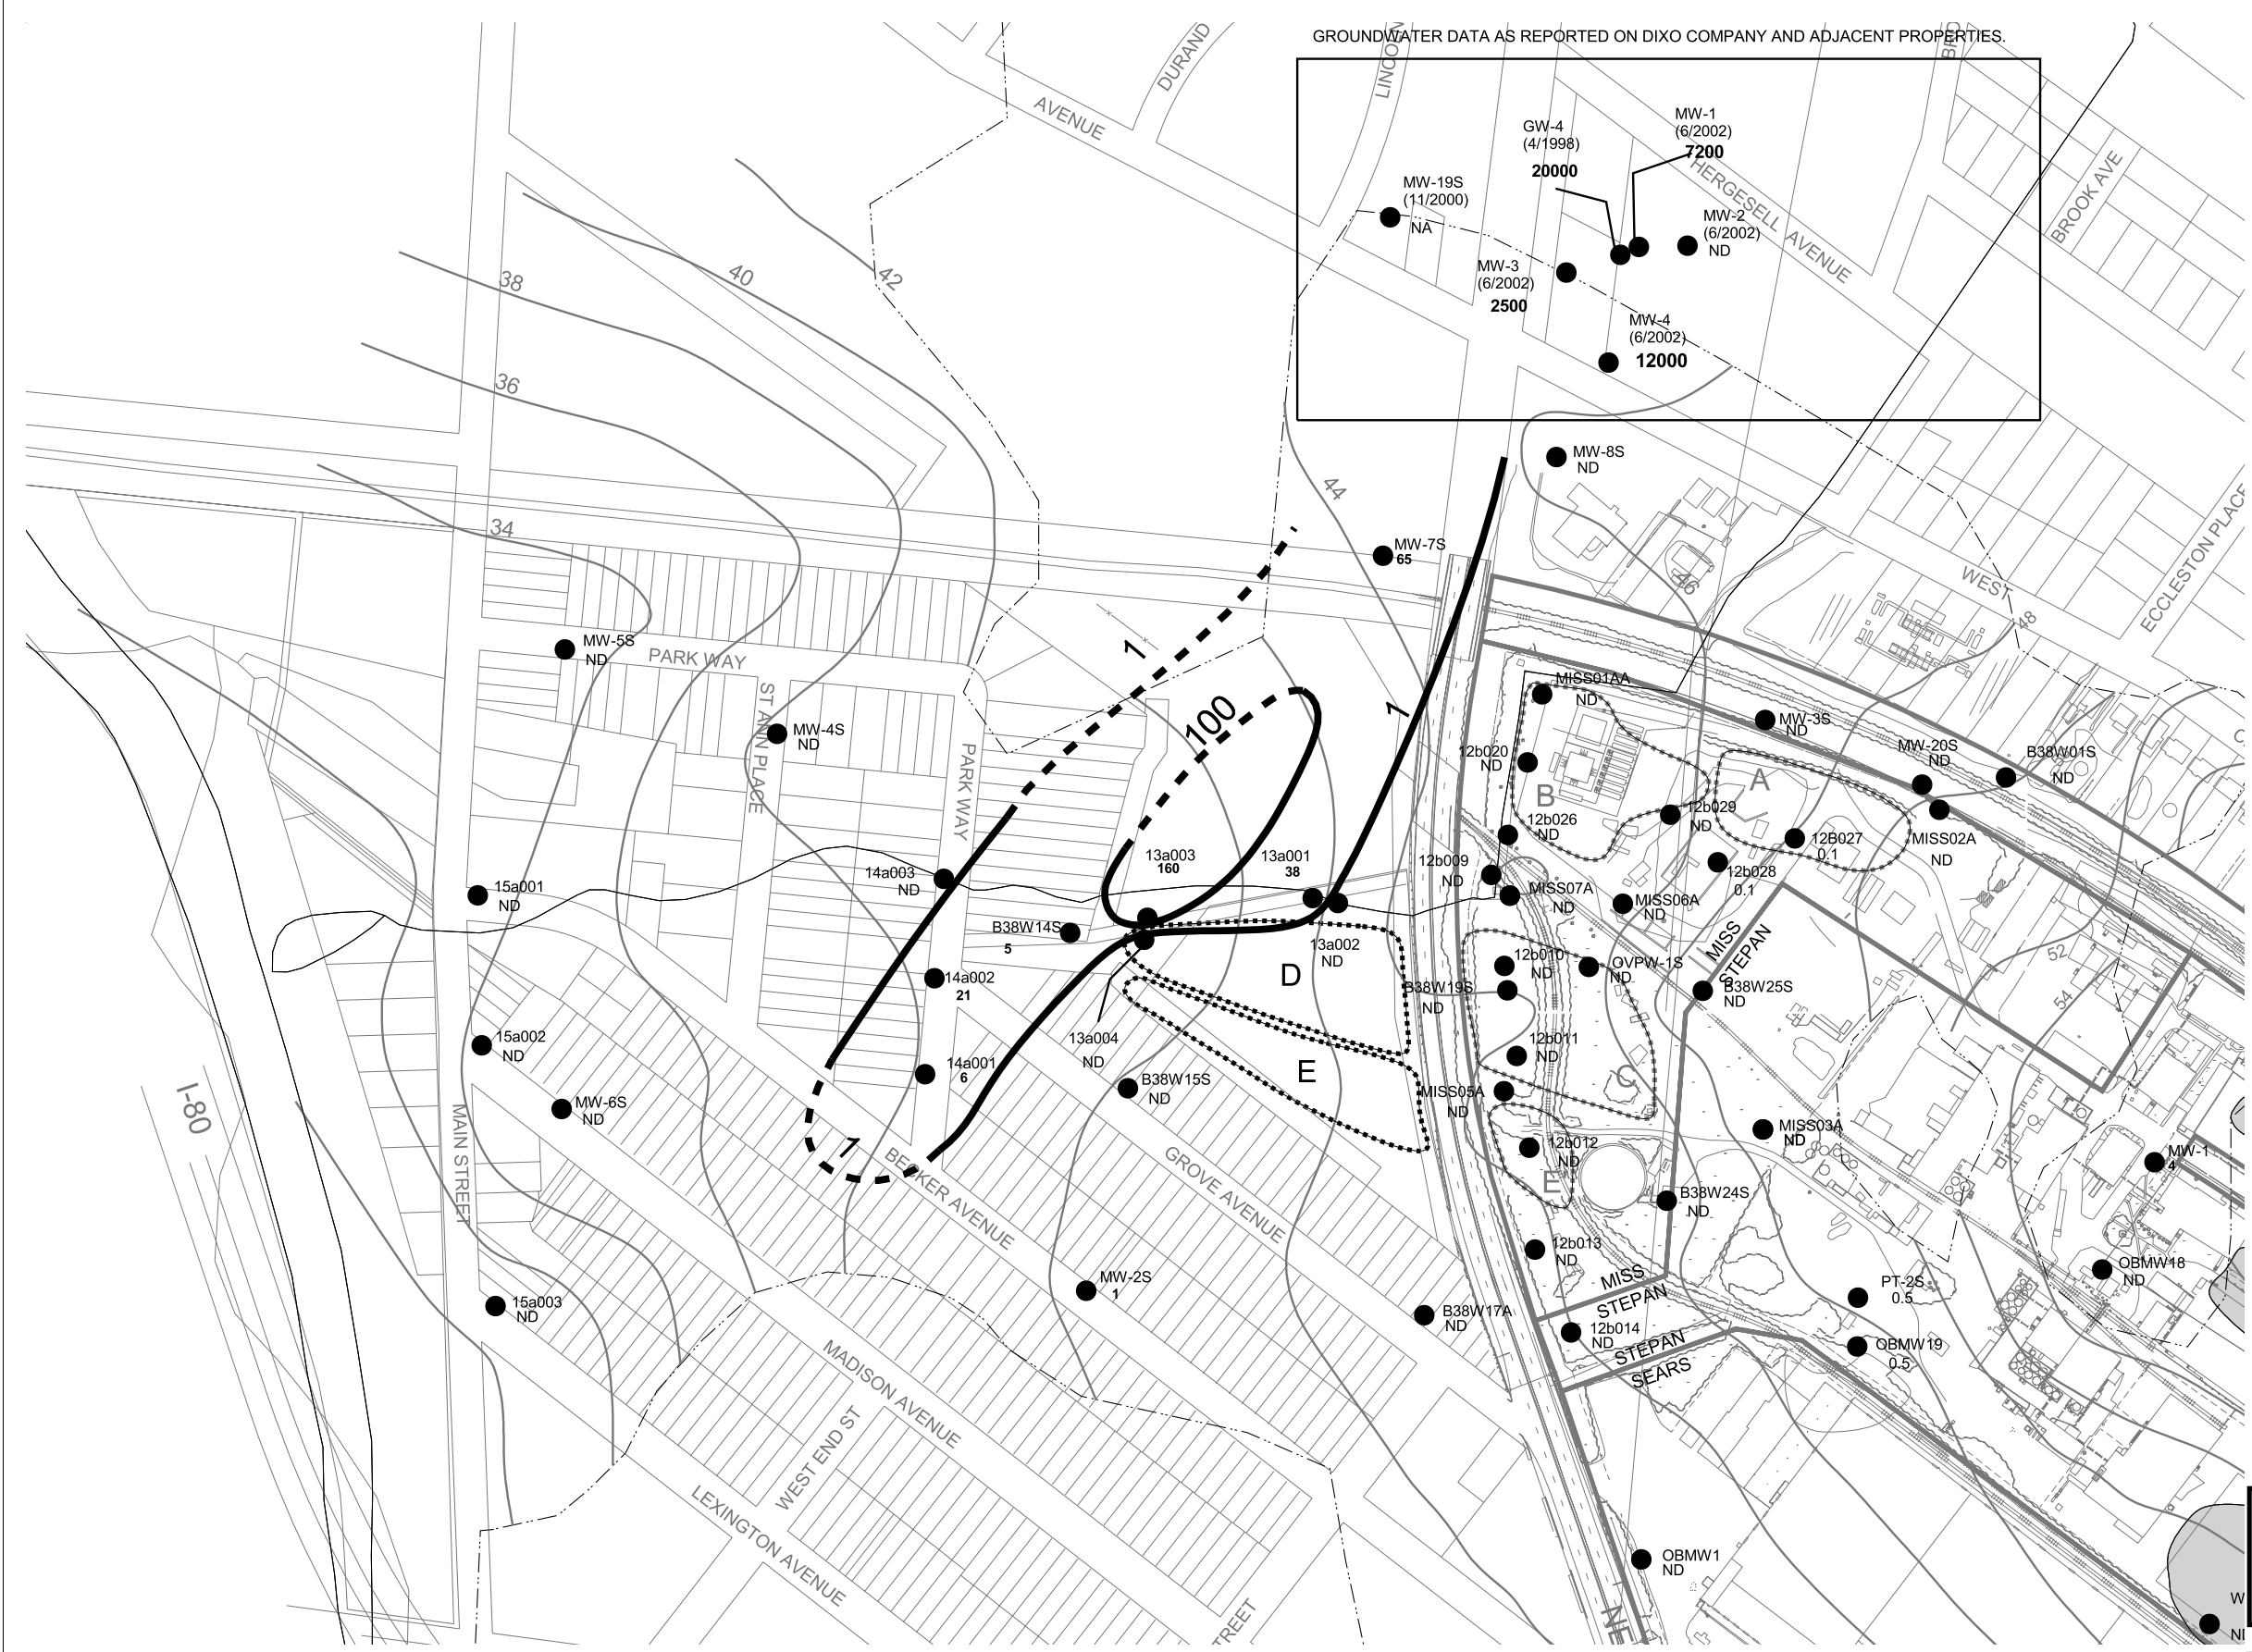 GROUNDWATER DATA AS REPORTED ON DIXO COMPANY AND ADJACENT PROPERTIES.
DURAND
AVENUE
LINCOLN
MW-1
(6/2002)
7200
GW-4
(4/1998)
20000
MW-19S
(11/2000)
NA
MW-2
(6/2002)
ND
MW-3
(6/2002)
2500
MW-4
(6/2002)
12000
HERGESELL AVENUE
BROOK AVE
ECCLESTON PLACE
WEST
38
40
42
36
34
44
46
48
52
54
MW-8S
ND
MW-7S
65
MW-5S
ND
PARK WAY
ST. ANN PLACE
MW-4S
ND
PARK WAY
1
100
1
1
MISS01AA
ND
MW-3S
ND
MW-20S
ND
B38W01S
ND
12b020
ND
B
A
12b029
ND
12b026
ND
12B027
0.1
MISS02A
ND
12b028
0.1
12b009
ND
MISS07A
ND
MISS06A
ND
13a003
160
13a001
38
14a003
ND
15a001
ND
B38W14S
5
13a002
ND
D
MISS
STEPAN
12b010
ND
OVPW-1S
ND
B38W19S
ND
B38W25S
ND
14a002
21
13a004
ND
15a002
ND
14a001
6
B38W15S
ND
E
12b011
ND
C
MISS05A
ND
MW-6S
ND
I-80
MAIN STREET
12b012
ND
E
MISS03A
ND
MW-1
4
BECKER AVENUE
GROVE AVENUE
B38W24S
ND
12b013
ND
MISS
STEPAN
OBMW18
ND
PT-2S
0.5
MW-2S
1
15a003
ND
B38W17A
ND
12b014
ND
STEPAN
SEARS
OBMW19
0.5
MADISON AVENUE
WEST END ST
LEXINGTON AVENUE
OBMW1
ND